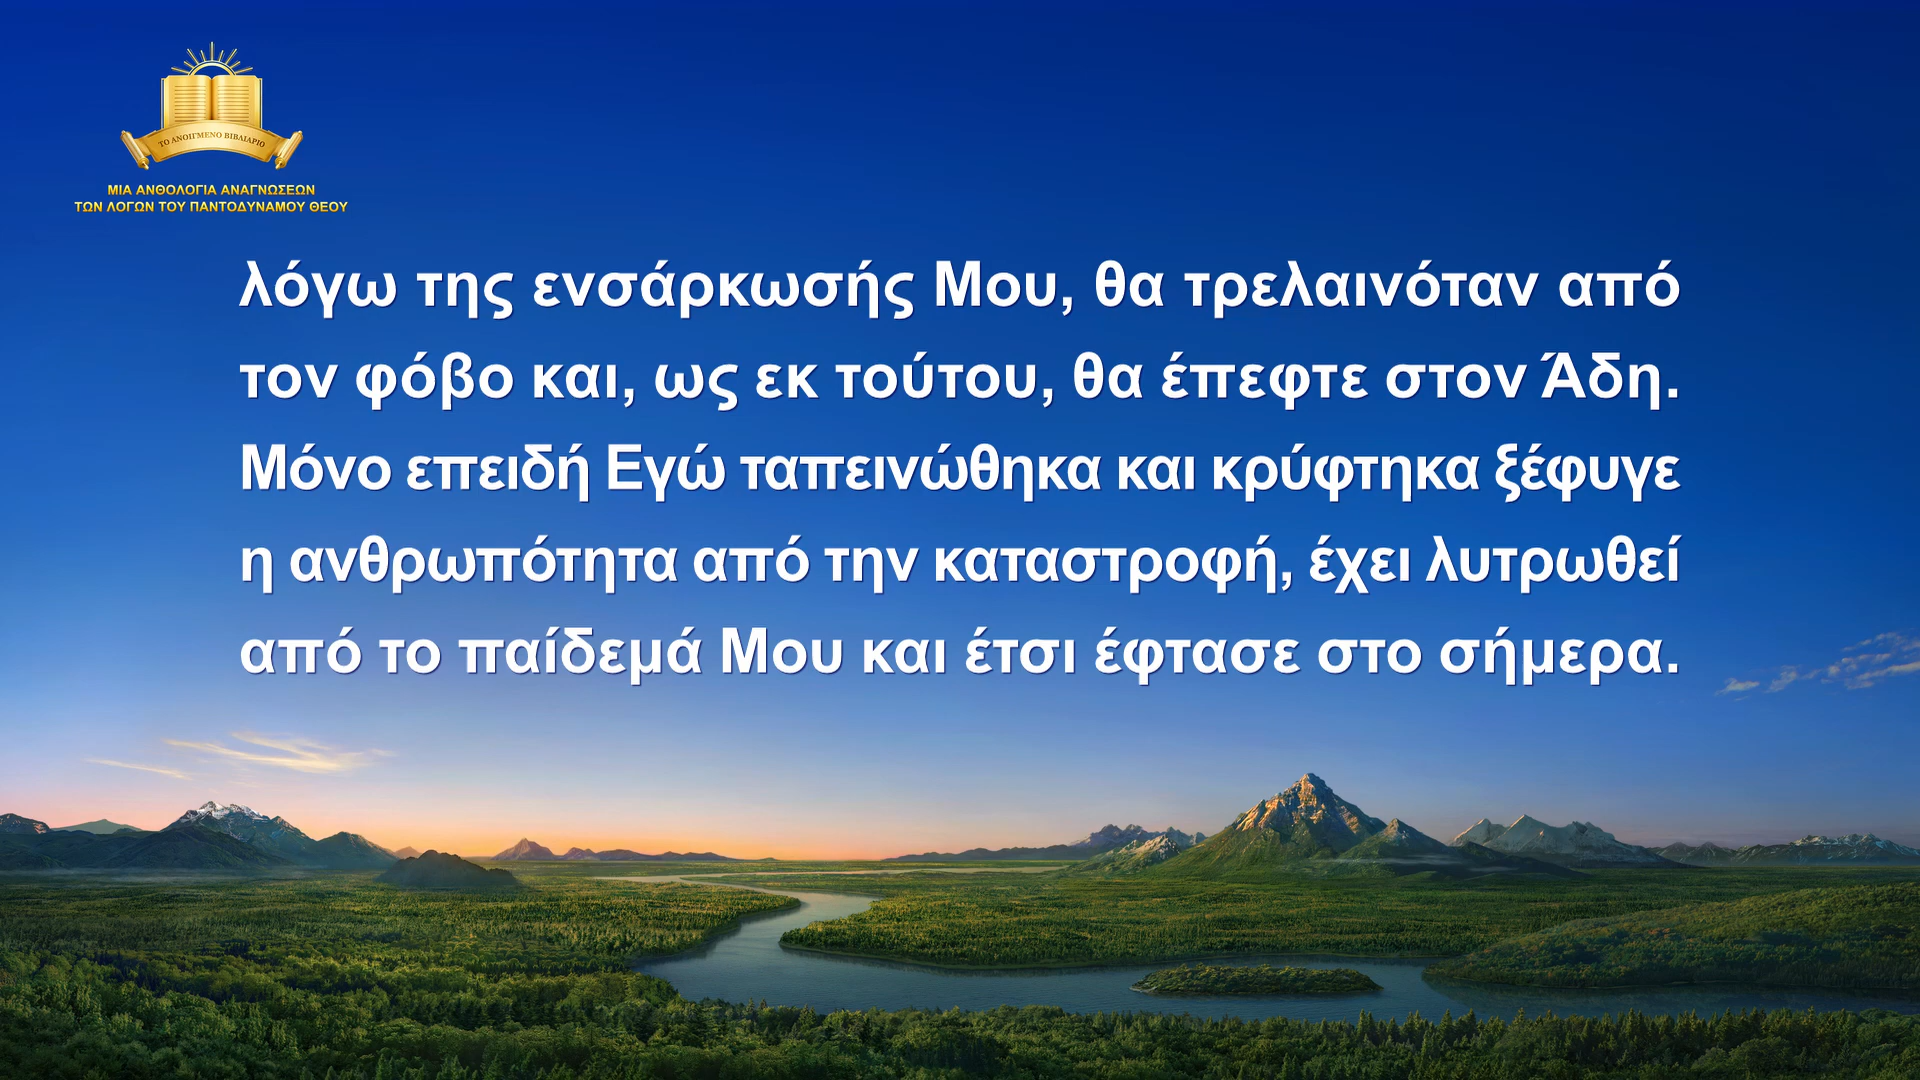 ΤΟ ΑΝΟΙΓΜΕΝΟ ΒΙΒΛΙΑΡΙΟ
ΜΙΑ ΑΝΘΟΛΟΓΙΑ ΑΝΑΓΝΩΣΕΩΝ
ΤΩΝ ΛΟΓΩΝ ΤΟΥ ΠΑΝΤΟΔΥΝΑΜΟΥ ΘΕΟΥ
λόγω της ενσάρκωσής Μου, θα τρελαινόταν από
τον φόβο και, ως εκ τούτου, θα έπεφτε στον Άδη.
Μόνο επειδή Εγώ ταπεινώθηκα και κρύφτηκα ξέφυγε
η ανθρωπότητα από την καταστροφή, έχει λυτρωθεί
από το παίδεμά Μου και έτσι έφτασε στο σήμερα.